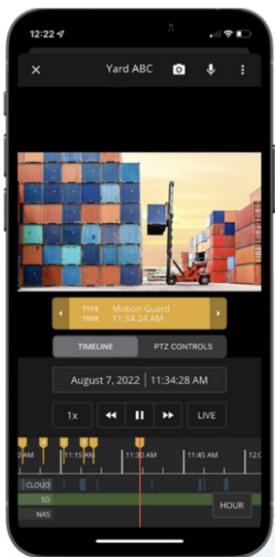 12:22
Yard ABC
TYPE Motion Guard
TIME 11:34:24 AM
TIMELINE PTZ CONTROLS
August 7, 2022 | 11:34:28 AM
1x LIVE
0 AM 11:15 AM 11:30 AM 11:45 AM 12:0
CLOUD
SD
NAS
HOUR